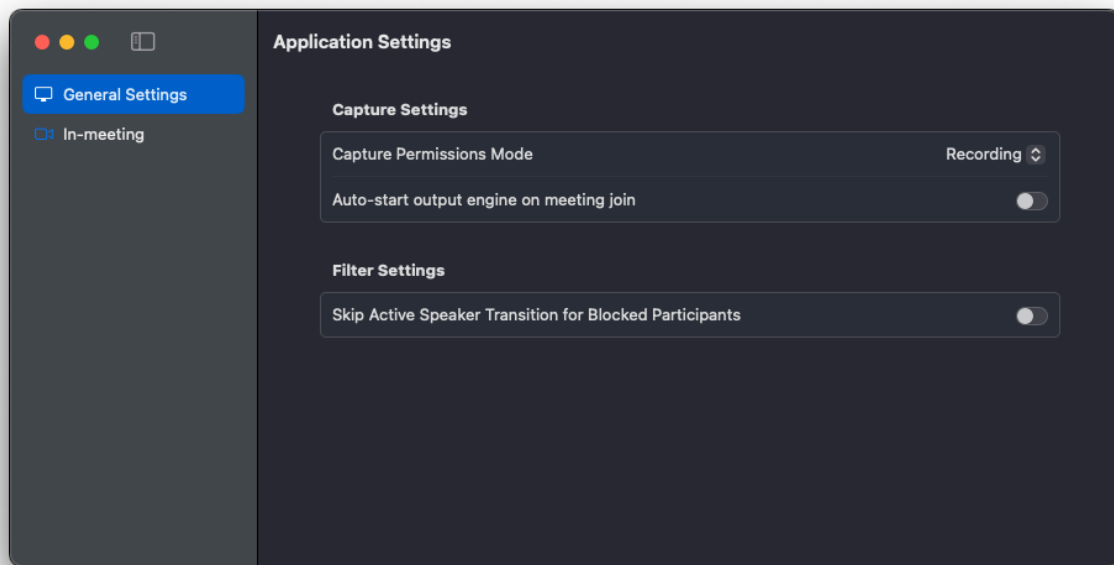 Application Settings
General Settings
In-meeting
Capture Settings
Capture Permissions Mode
Recording
Auto-start output engine on meeting join
Filter Settings
Skip Active Speaker Transition for Blocked Participants